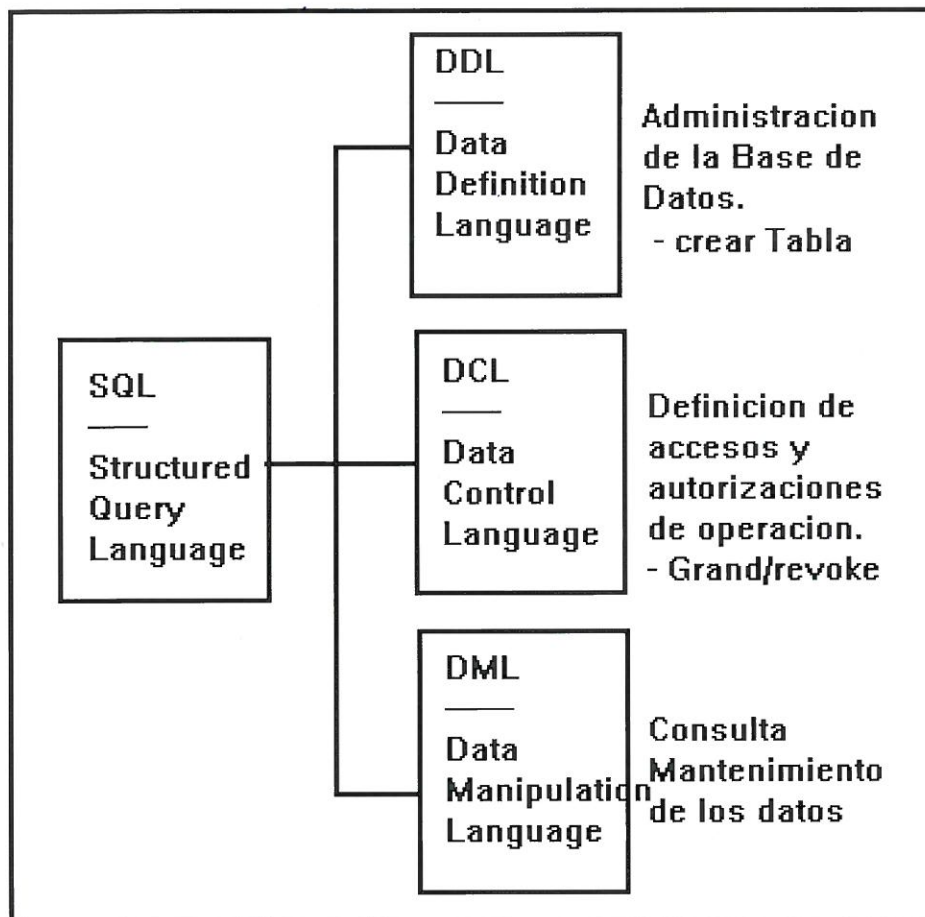 DDL
Data
Definition
Language
Administracion
de la Base de
Datos.
- crear Tabla
SQL
Structured
Query
Language
DCL
Data
Control
Language
Definicion de
accesos y
autorizaciones
de operacion.
- Grand/revoke
DML
Data
Manipulation
Language
Consulta
Mantenimiento
de los datos